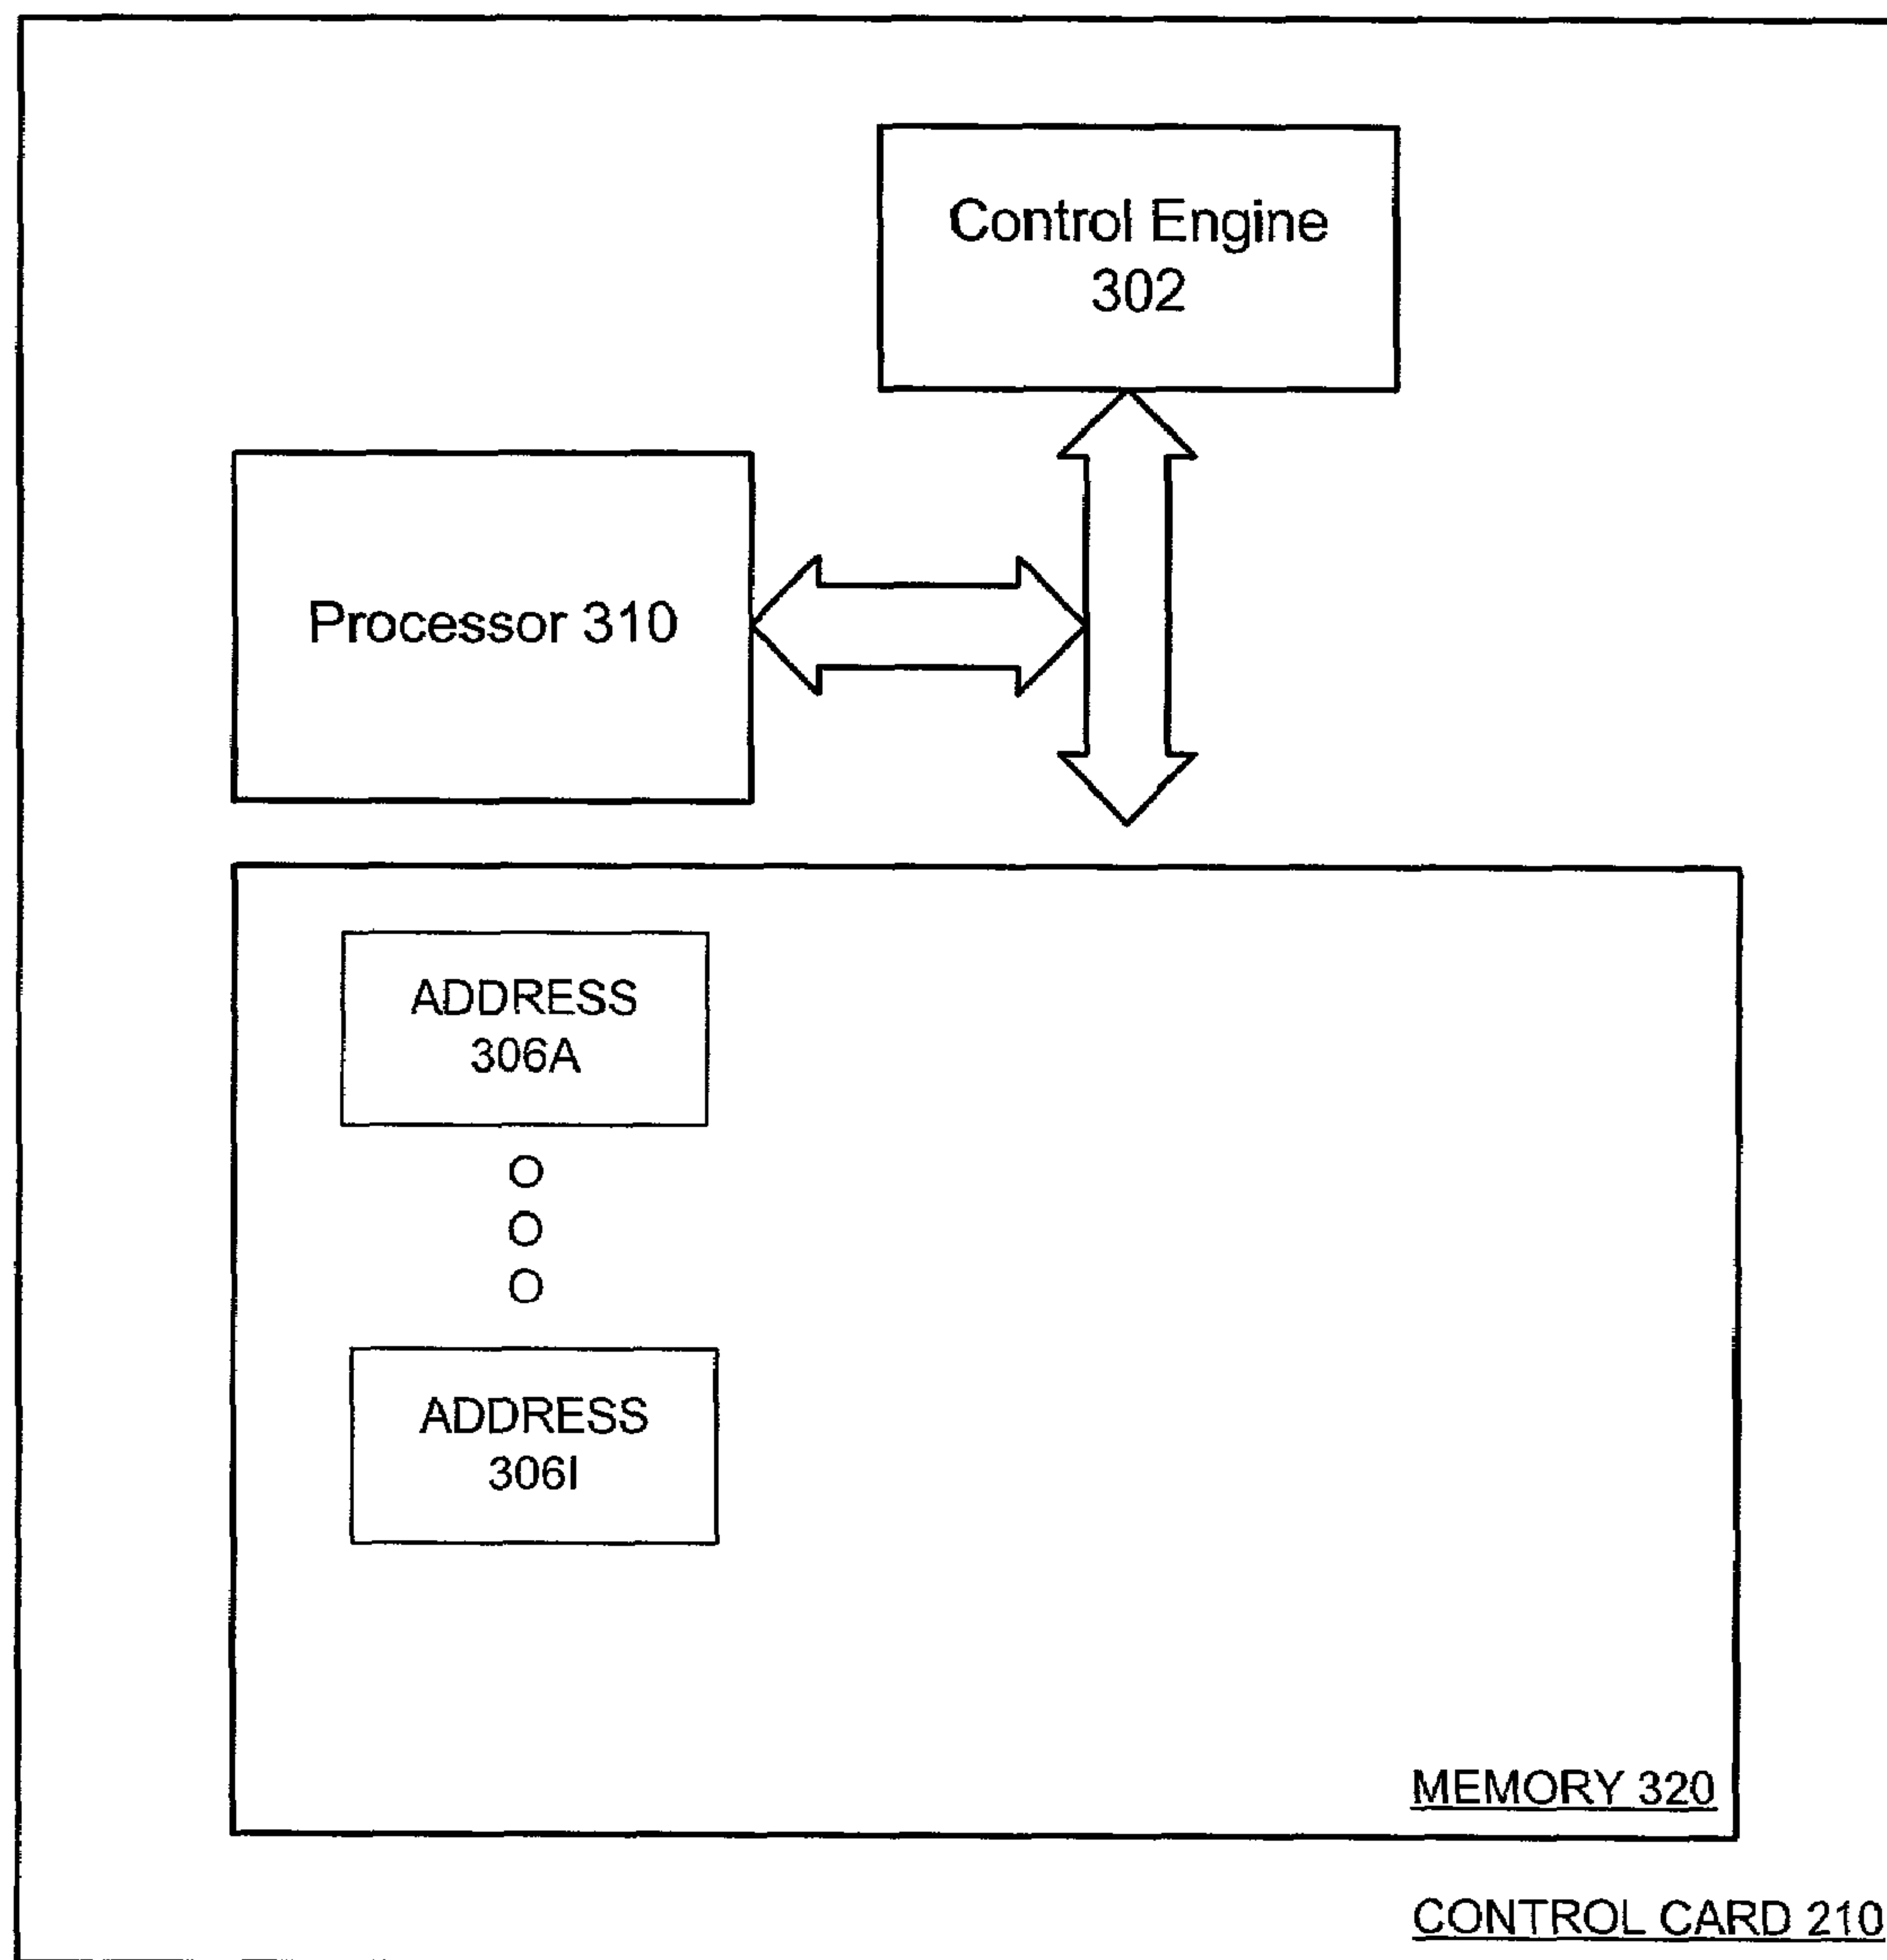 Control Engine
302
Processor 310
ADDRESS
306A
ADDRESS
306I
MEMORY 320
CONTROL CARD 210